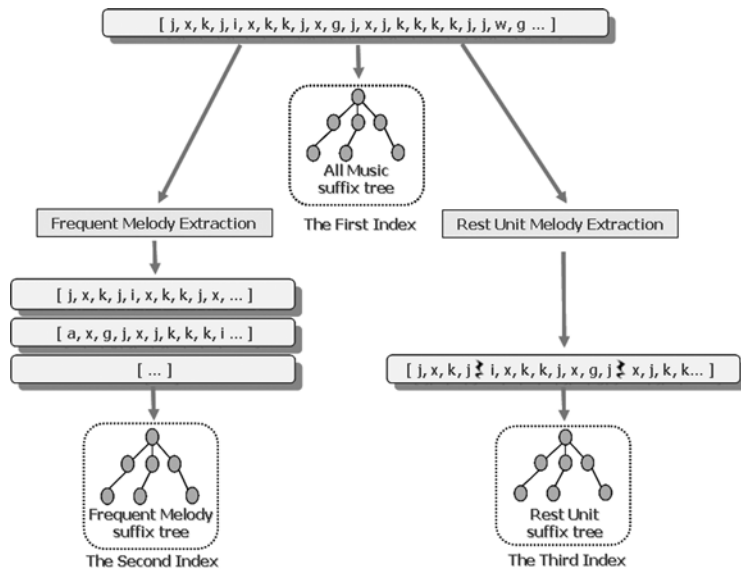 [ j, x, k, j, i, x, k, k, j, x, g, j, x, j, k, k, k, k, j, j, w, g ... ]
All Music
suffix tree
The First Index
Frequent Melody Extraction
Rest Unit Melody Extraction
[ j, x, k, j, i, x, k, k, j, x, ... ]
[ a, x, g, j, x, j, k, k, k, i ... ]
[ ... ]
[ j, x, k, j 𝄽 i, x, k, k, j, x, g, j 𝄽 x, j, k, k... ]
Frequent Melody
suffix tree
The Second Index
Rest Unit
suffix tree
The Third Index